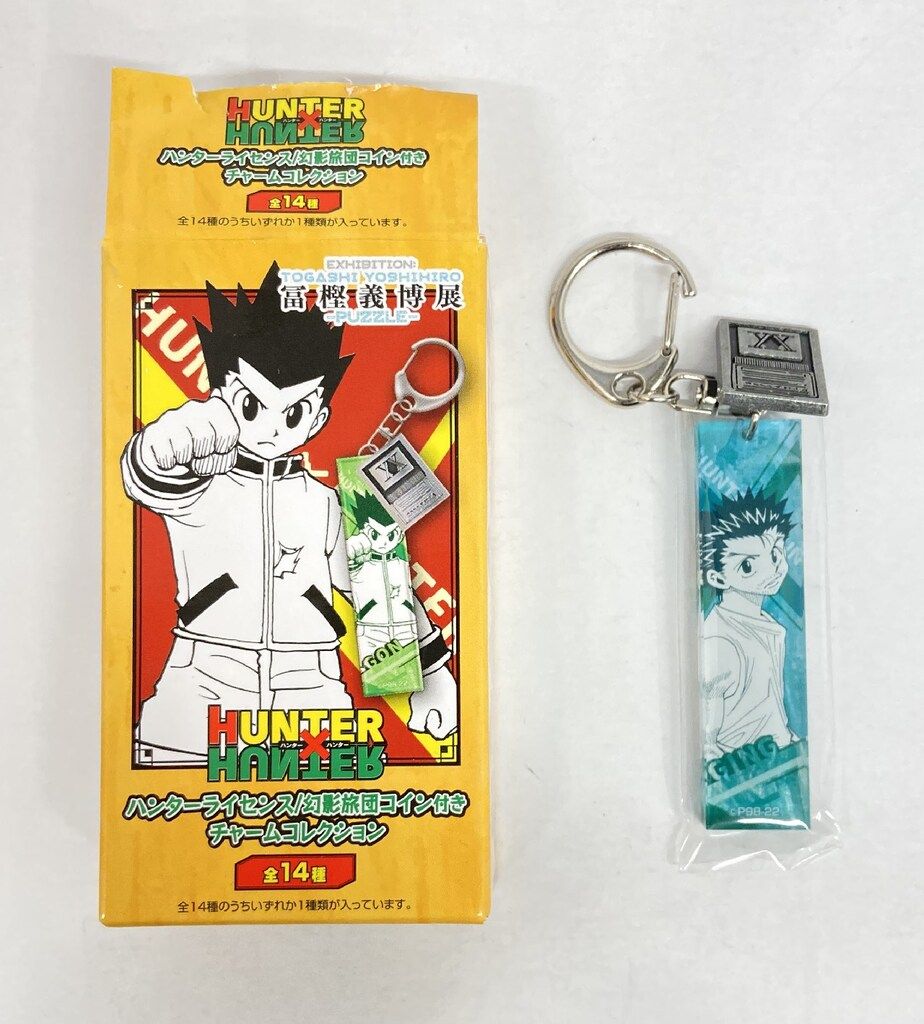 HUNTER
×
ハンター ハンター
HUNTER
ハンターライセンス/幻影旅団コイン付き
チャームコレクション
全14種
全14種のうちいずれか1種類が入っています。
EXHIBITION:
TOGASHI YOSHIHIRO
冨樫義博展
-PUZZLE-
HUN
TE
GON
©P98-22
HUNTER
×
ハンター ハンター
HUNTER
ハンターライセンス/幻影旅団コイン付き
チャームコレクション
全14種
全14種のうちいずれか1種類が入っています。
HUNT
GING
©P98-22